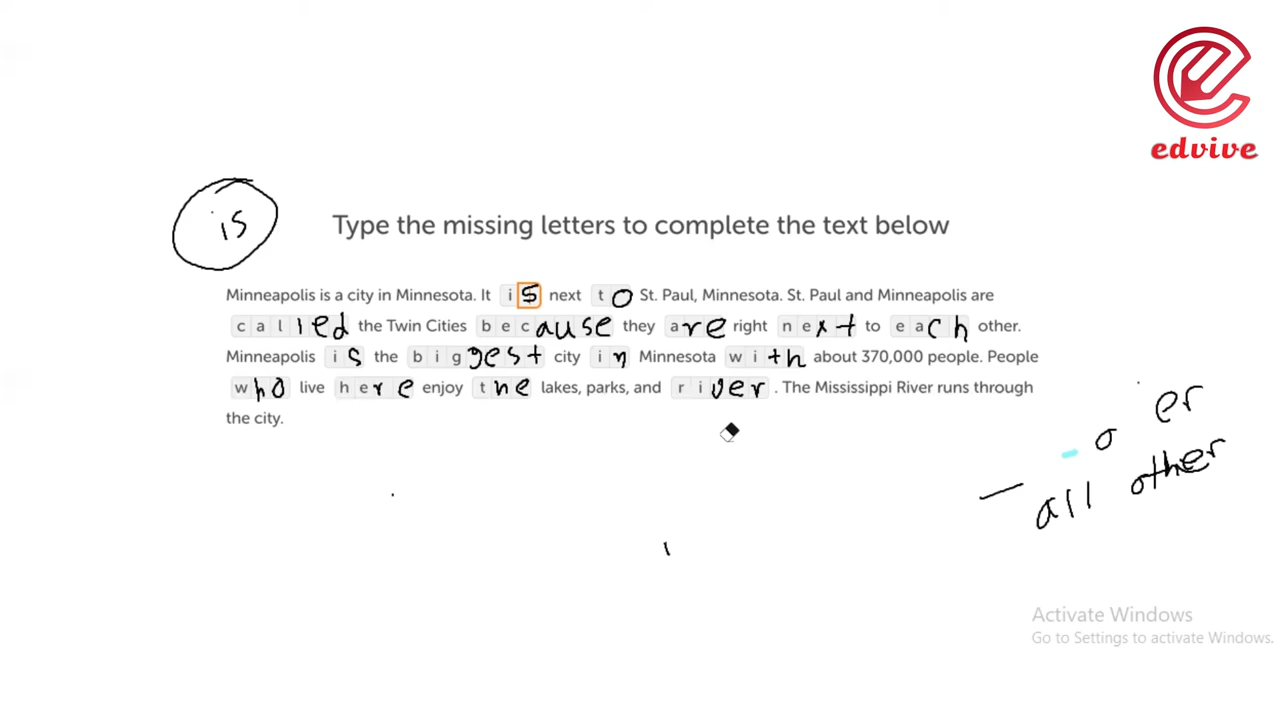 edvive
is
Type the missing letters to complete the text below
Minneapolis is a city in Minnesota. It is next to St. Paul, Minnesota. St. Paul and Minneapolis are
called the Twin Cities because they are right next to each other.
Minneapolis is the biggest city in Minnesota with about 370,000 people. People
who live here enjoy the lakes, parks, and river. The Mississippi River runs through
the city.
- o er
all other
Activate Windows
Go to Settings to activate Windows.